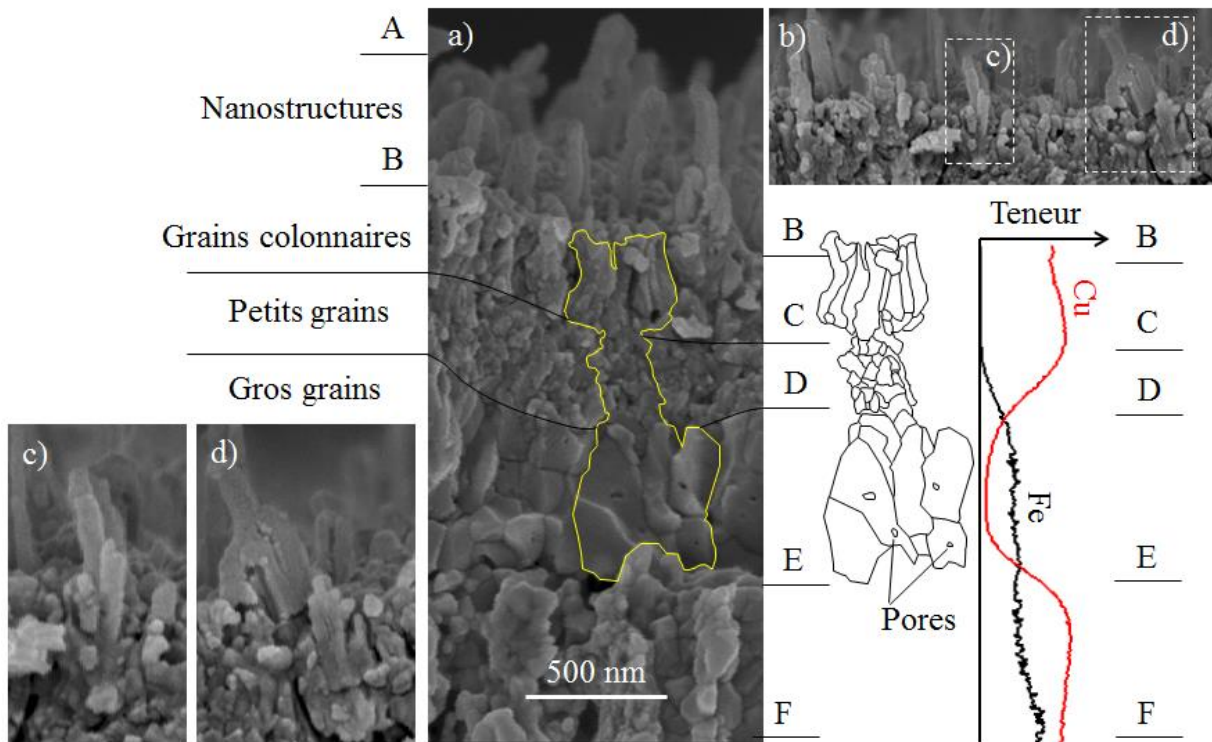 A
Nanostructures
B
Grains colonnaires
Petits grains
Gros grains
a)
500 nm
b)
c)
d)
c)
d)
B
C
D
E
F
Pores
Teneur
Cu
Fe
B
C
D
E
F